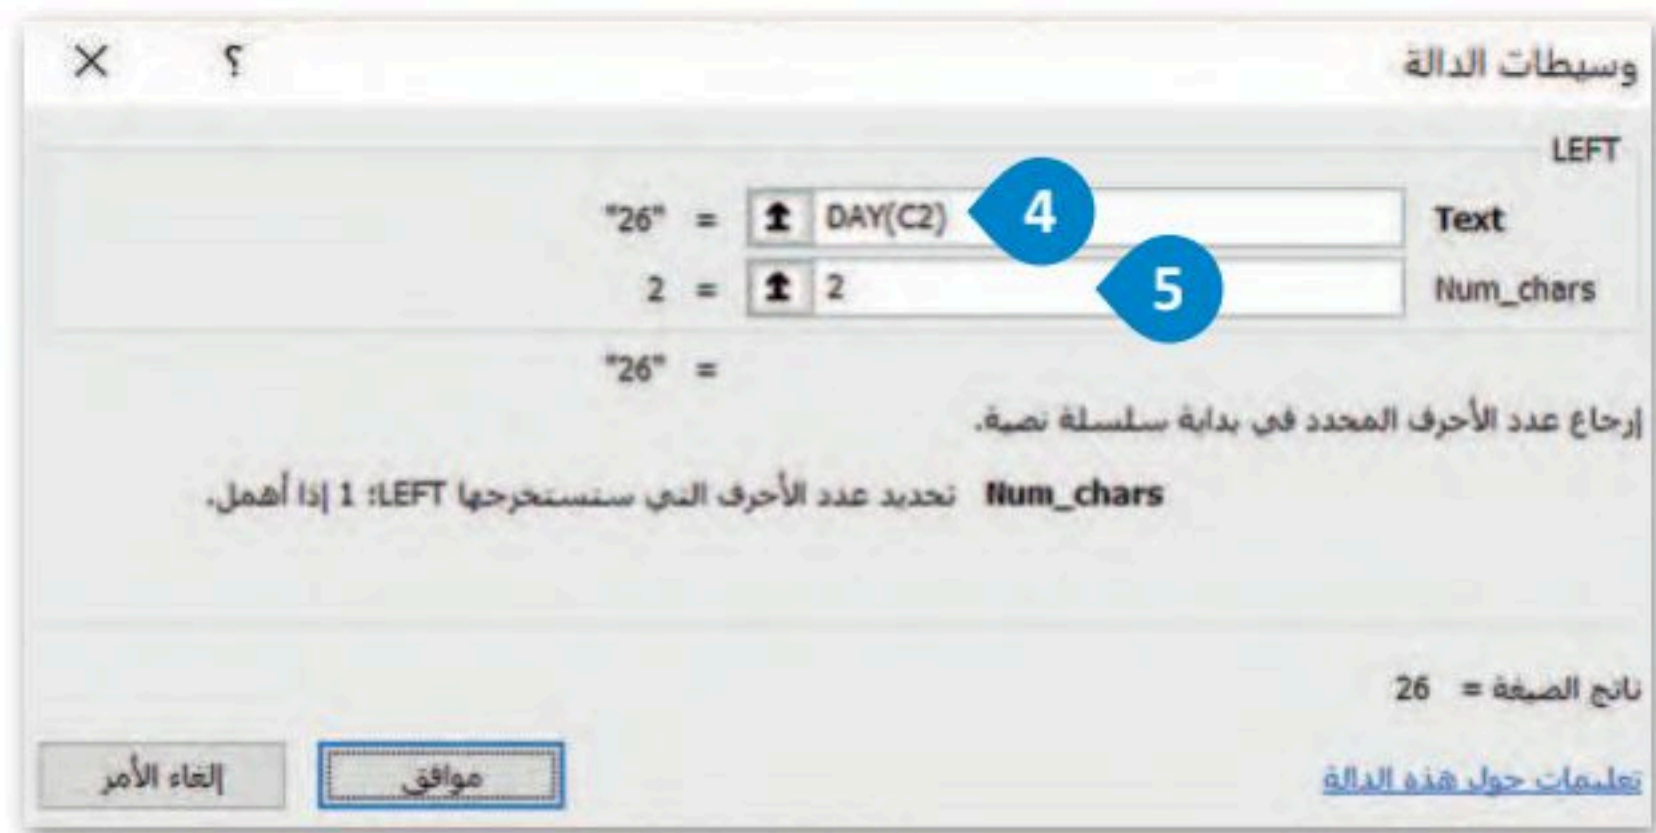 وسيطات الدالة ؟ ×
LEFT
Text DAY(C2) 4 = "26"
Num_chars 2 5 = 2
= "26"
إرجاع عدد الأحرف المحدد في بداية سلسلة نصية.
Num_chars تحديد عدد الأحرف التي ستستخرجها LEFT؛ 1 إذا أهمل.
ناتج الصيغة = 26
تعليمات حول هذه الدالة
موافق إلغاء الأمر